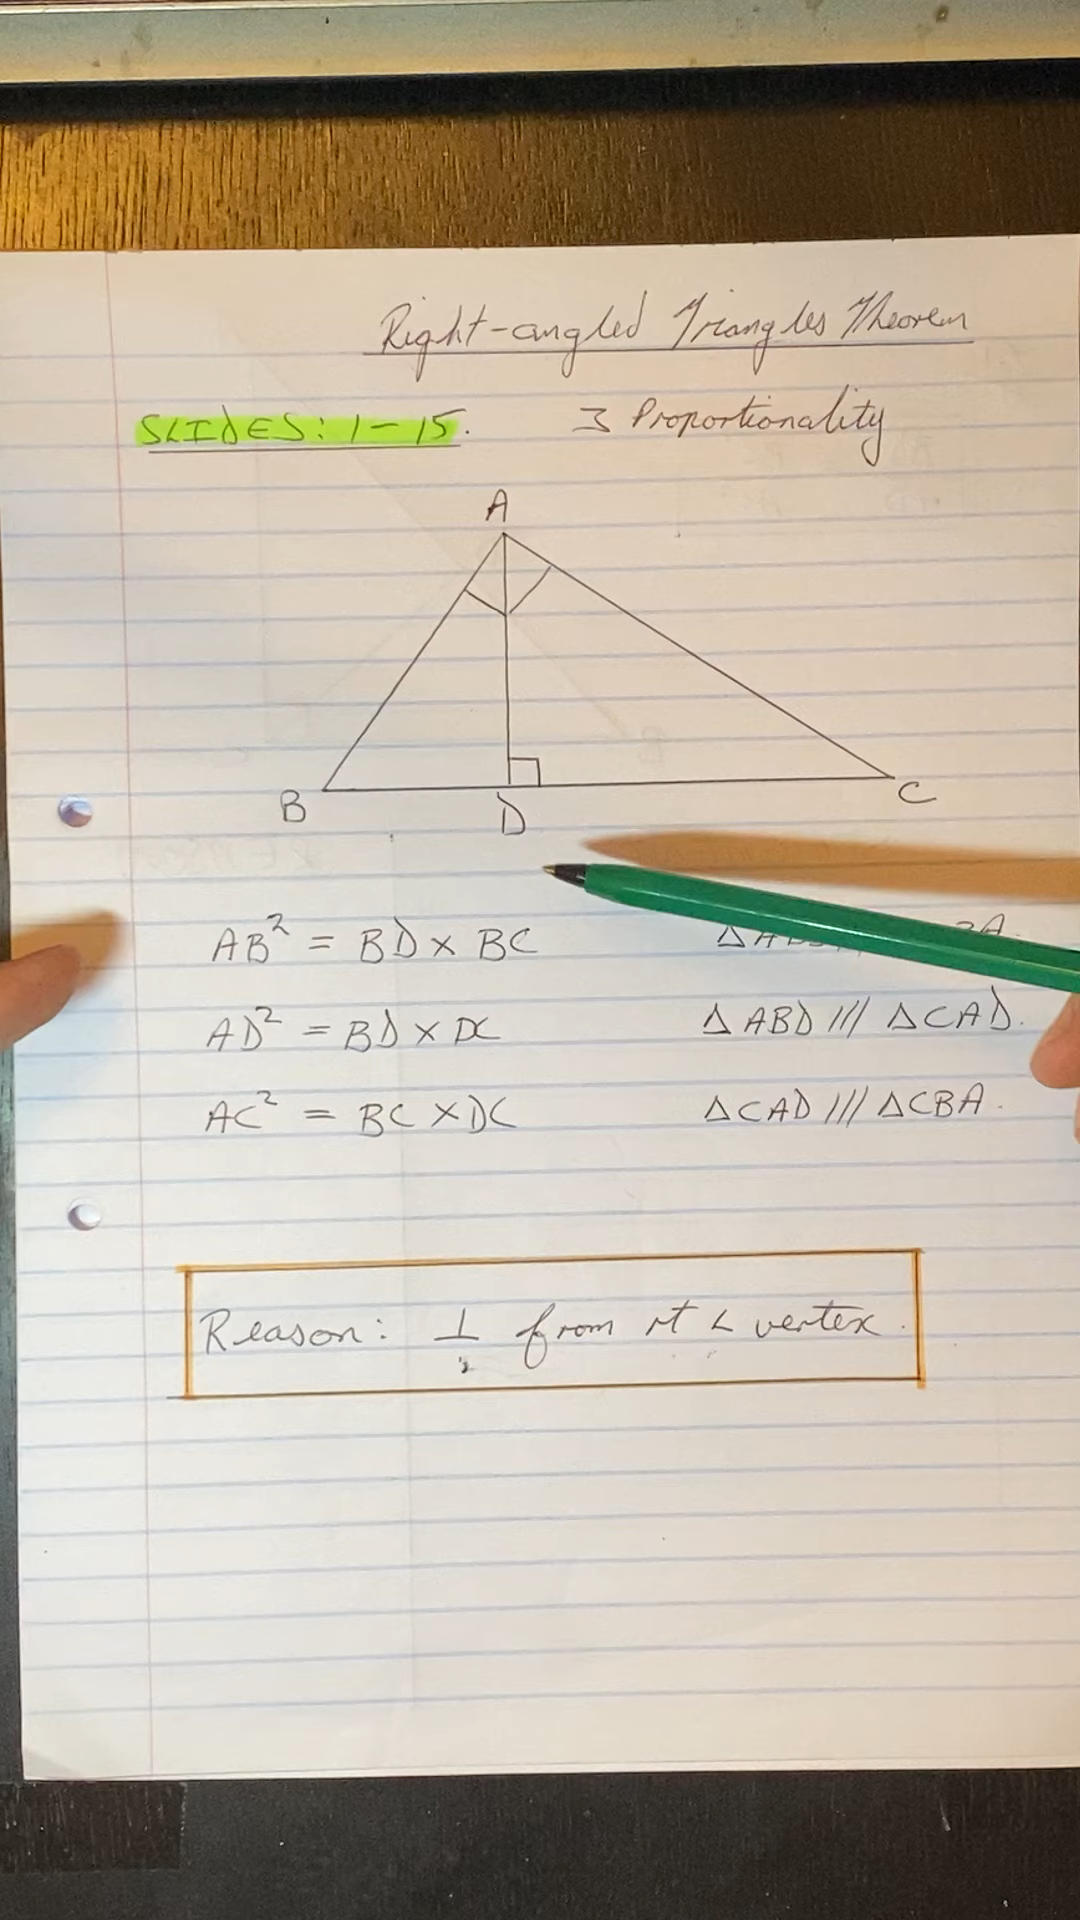 Right-angled Triangles Theorem
SLIDES: 1-15. 3 Proportionality
A
B D C
AB² = BD × BC
AD² = BD × DC ΔABD /// ΔCAD.
AC² = BC × DC ΔCAD /// ΔCBA.
Reason: ⊥ from rt < vertex.